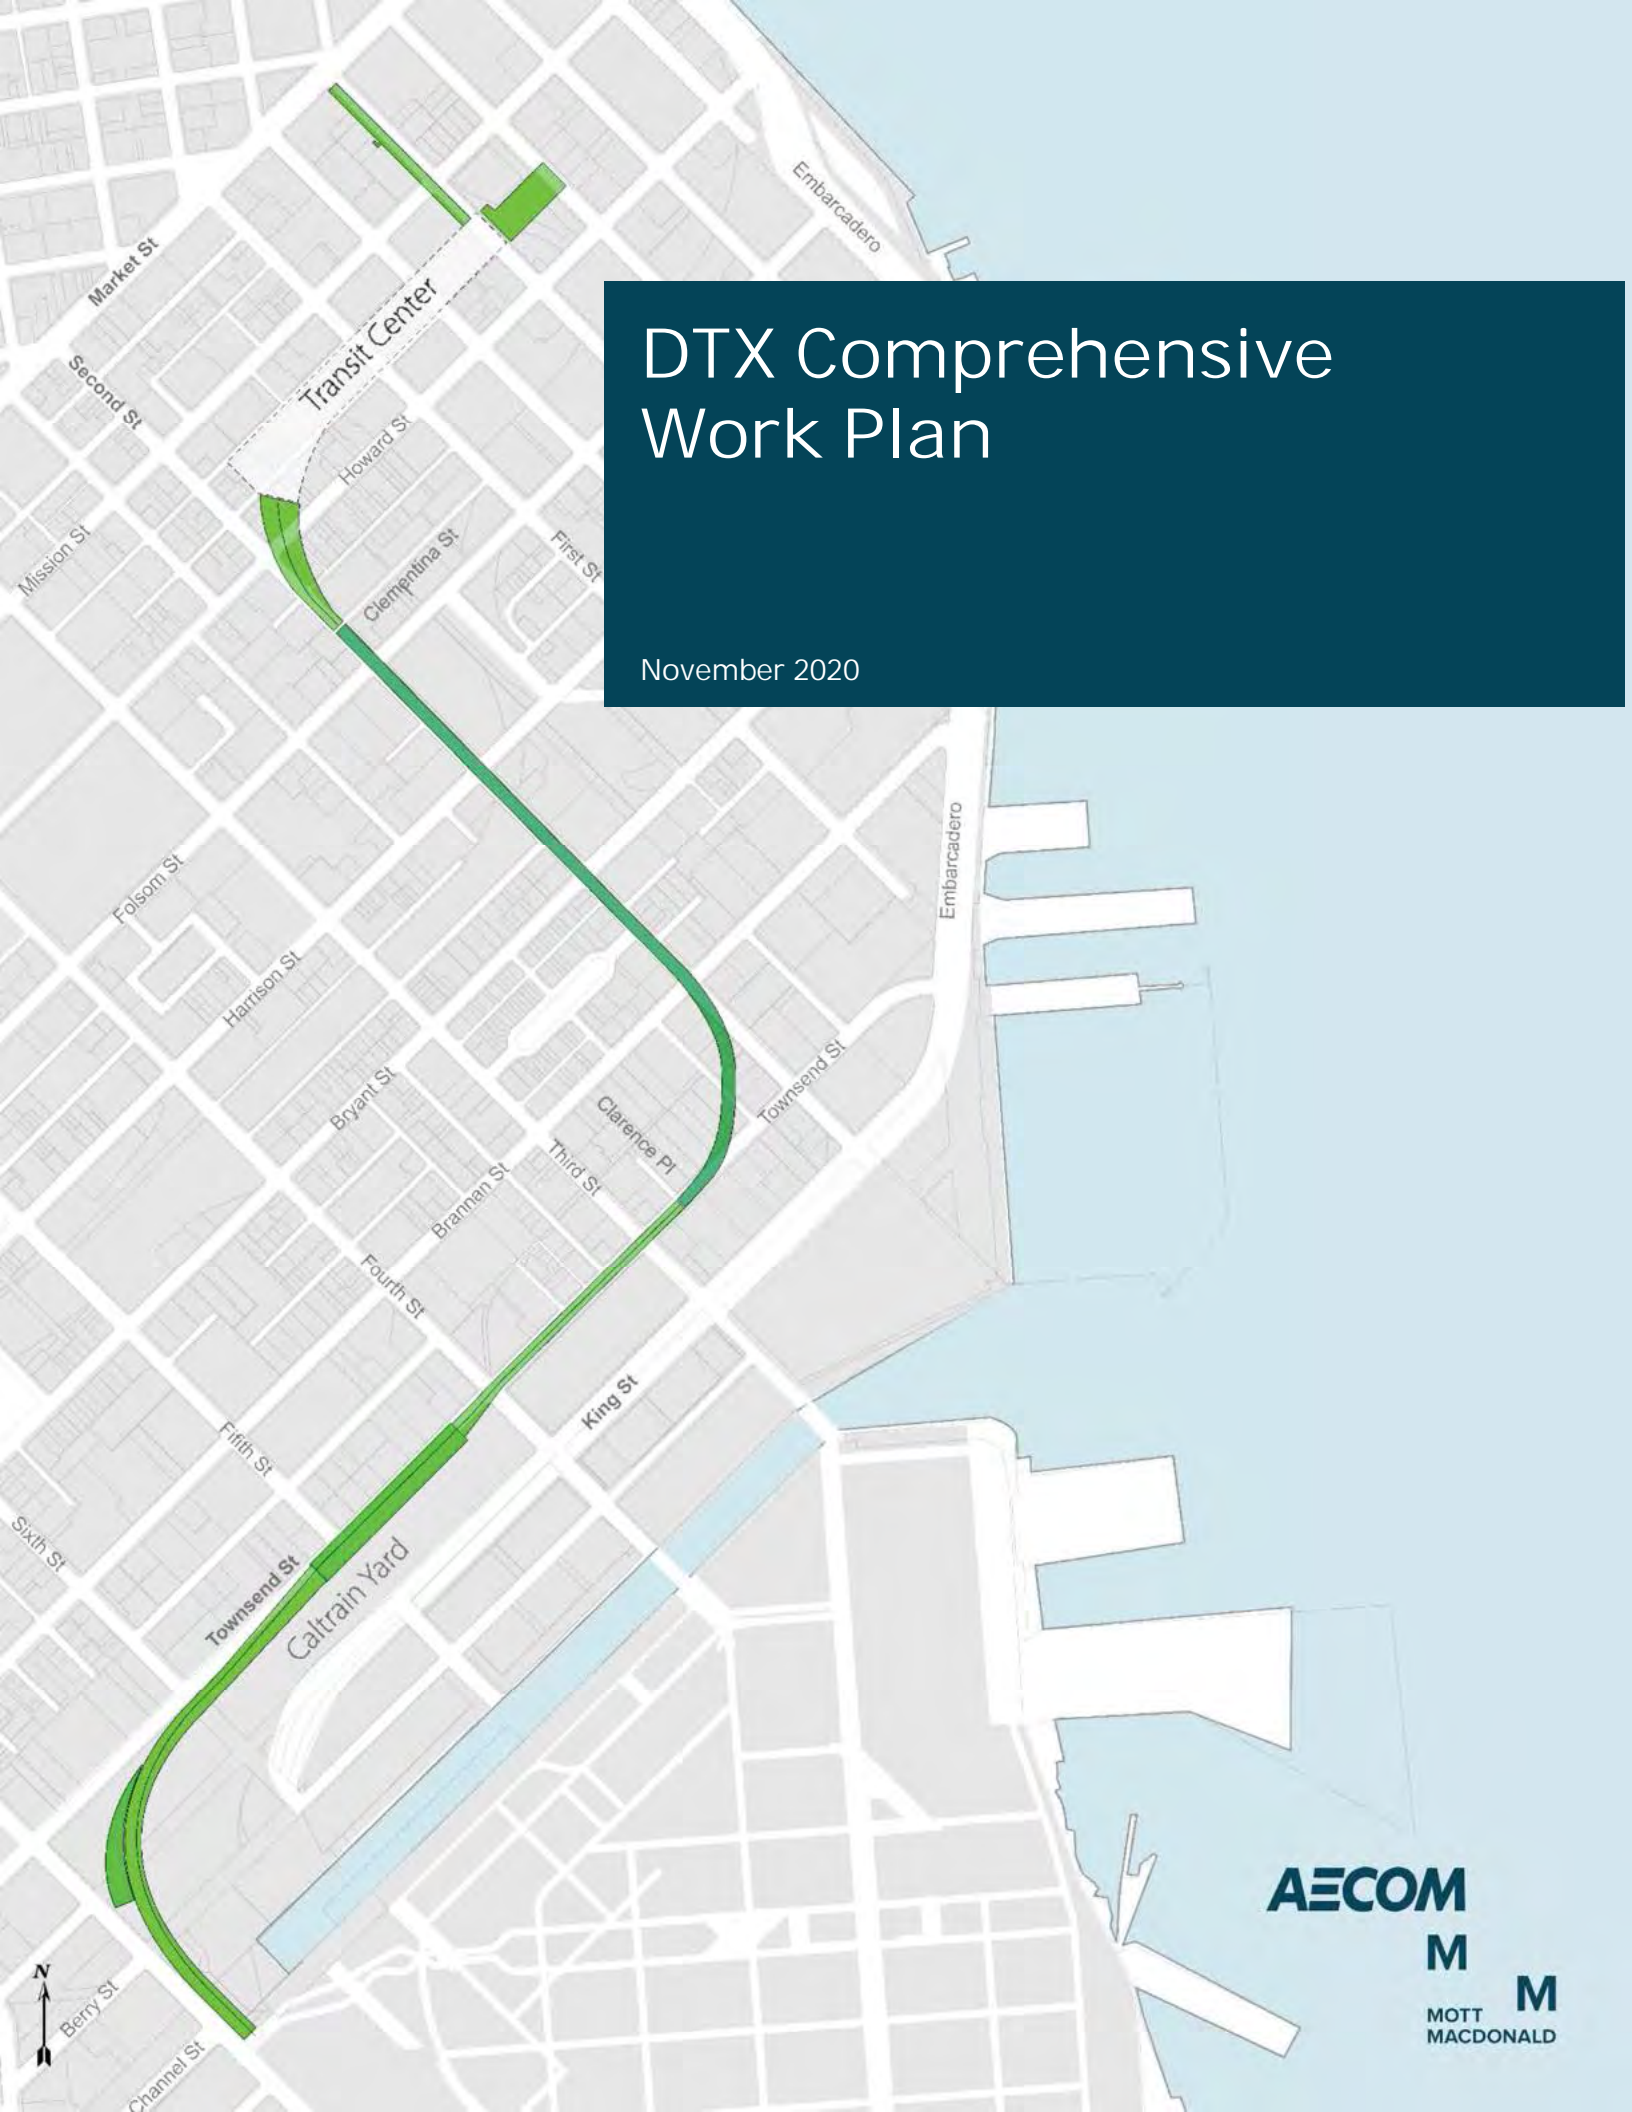 DTX Comprehensive
Work Plan
November 2020
Embarcadero
Market St
Transit Center
Second St
Howard St
Mission St
Clementina St
First St
Embarcadero
Folsom St
Harrison St
Bryant St
Townsend St
Clarence Pl
Third St
Brannan St
Fourth St
King St
Fifith St
Sixth St
Townsend St
Caltrain Yard
N
Berry St
Channel St
AECOM
M
M
MOTT
MACDONALD